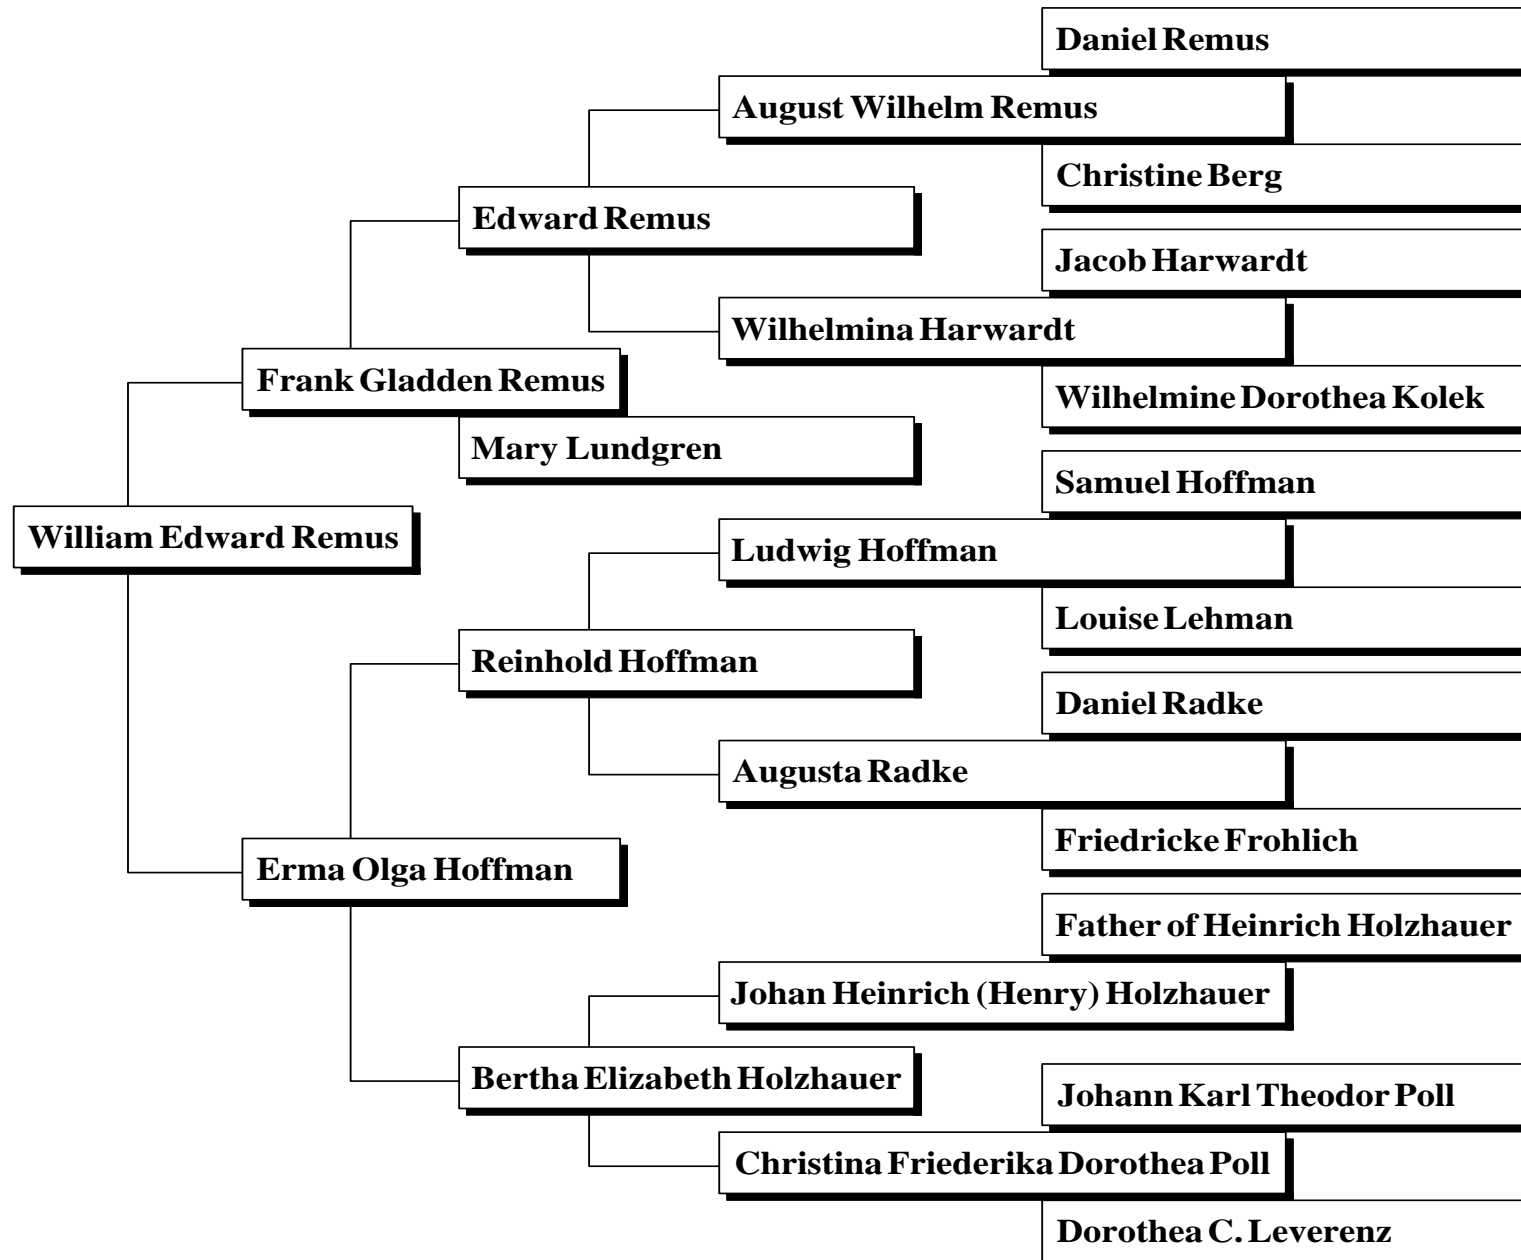 Daniel Remus
August Wilhelm Remus
Christine Berg
Edward Remus
Jacob Harwardt
Wilhelmina Harwardt
Frank Gladden Remus
Wilhelmine Dorothea Kolek
Mary Lundgren
Samuel Hoffman
William Edward Remus
Ludwig Hoffman
Louise Lehman
Reinhold Hoffman
Daniel Radke
Augusta Radke
Friedricke Frohlich
Erma Olga Hoffman
Father of Heinrich Holzhauer
Johan Heinrich (Henry) Holzhauer
Bertha Elizabeth Holzhauer
Johann Karl Theodor Poll
Christina Friederika Dorothea Poll
Dorothea C. Leverenz